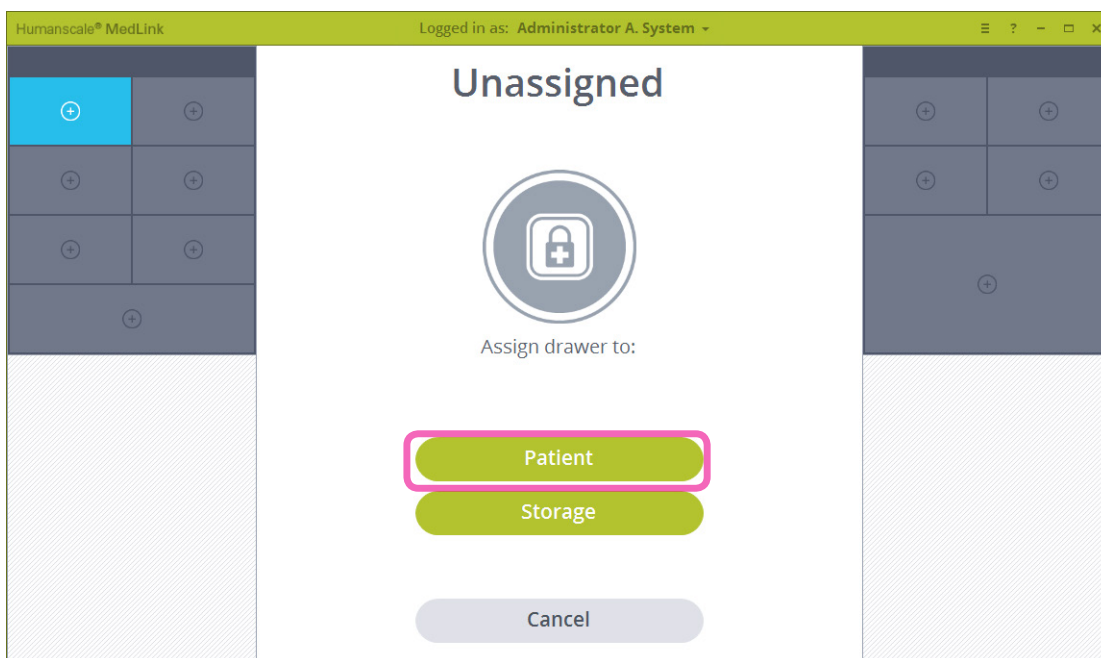 Humanscale® MedLink Logged in as: Administrator A. System
Unassigned
Assign drawer to:
Patient
Storage
Cancel